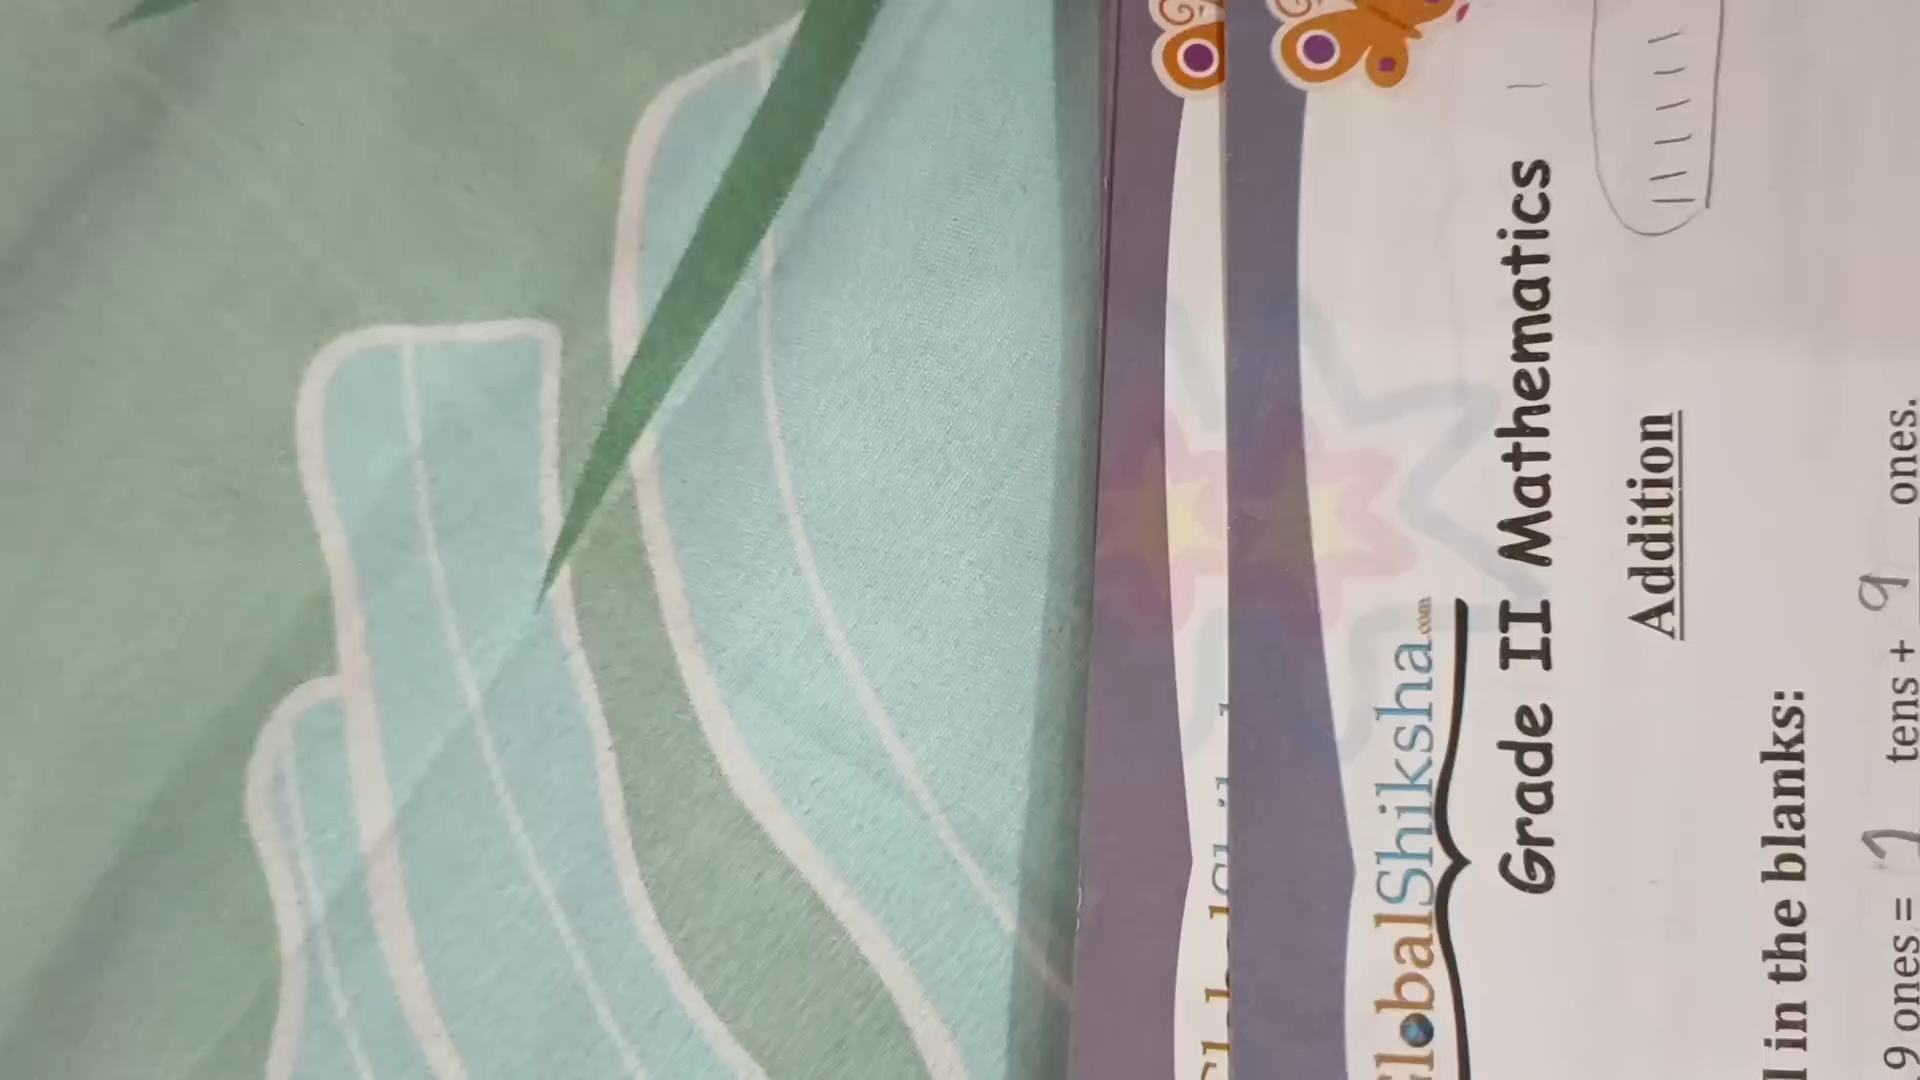 GlobalShiksha.com
Grade II Mathematics
Addition
in the blanks:
9 ones = 1 tens + 9 ones.